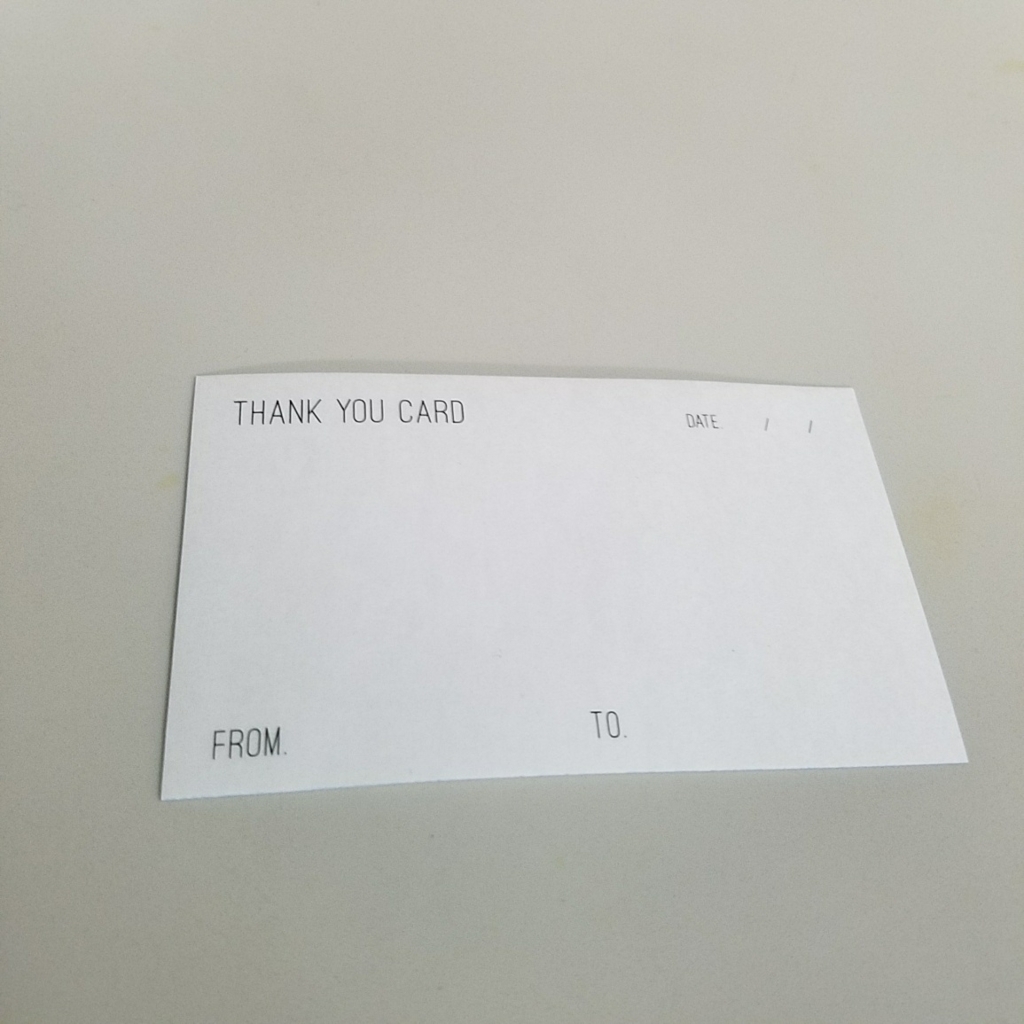 THANK YOU CARD
DATE / /
FROM.
TO.